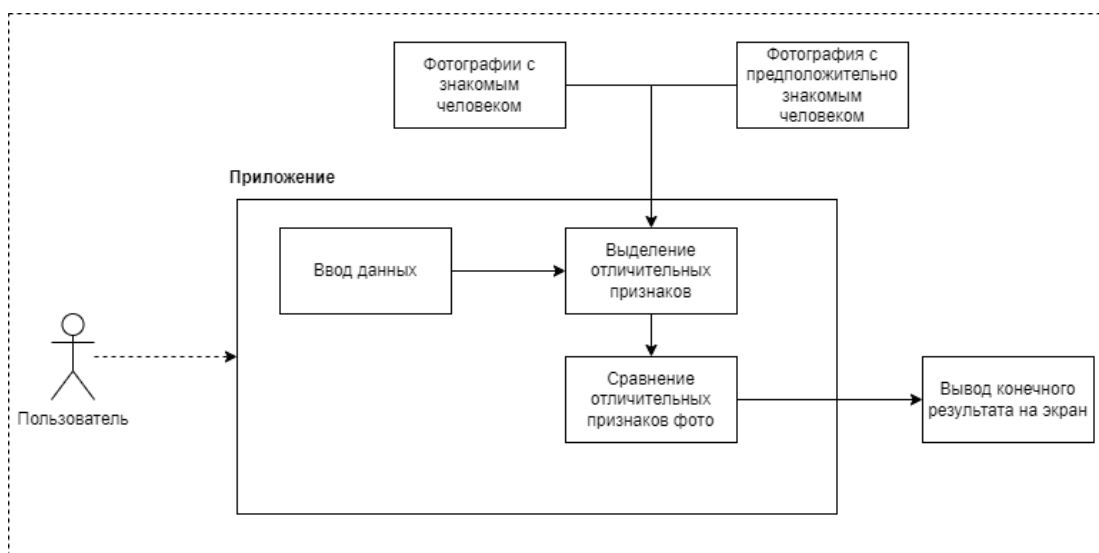 Фотографии с
знакомым
человеком
Фотография с
предположительно
знакомым
человеком
Приложение
Ввод данных
Выделение
отличительных
признаков
Пользователь
Сравнение
отличительных
признаков фото
Вывод конечного
результата на экран